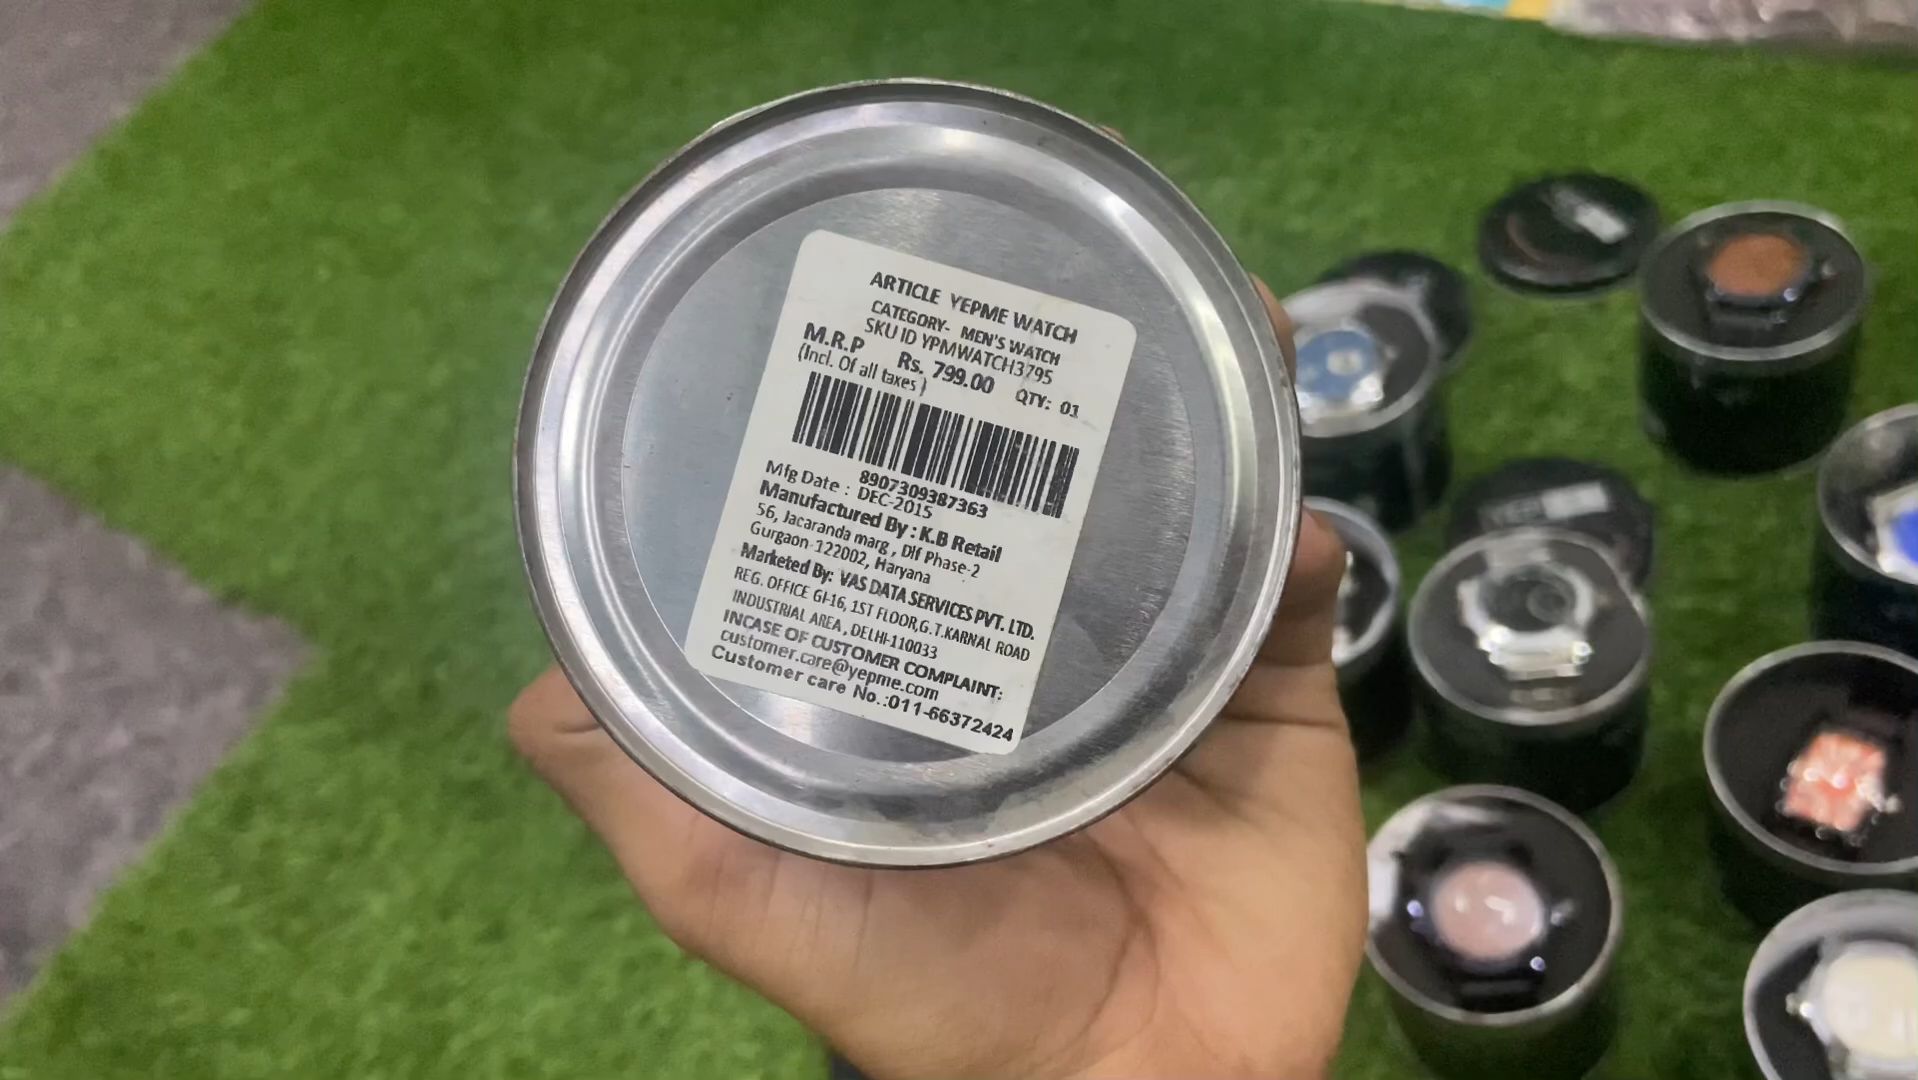 ARTICLE YEPME WATCH
CATEGORY- MEN'S WATCH
SKU ID YPMWATCH3795
M.R.P Rs. 799.00 QTY: 01
(Incl. Of all taxes )
8907309387363
Mfg Date : DEC-2015
Manufactured By : K.B Retail
56, Jacaranda marg , Dlf Phase-2
Gurgaon-122002, Haryana
Marketed By: VAS DATA SERVICES PVT. LTD.
REG. OFFICE GI-16, 1ST FLOOR,G.T.KARNAL ROAD
INDUSTRIAL AREA , DELHI-110033
INCASE OF CUSTOMER COMPLAINT:
customer.care@yepme.com
Customer care No.:011-66372424